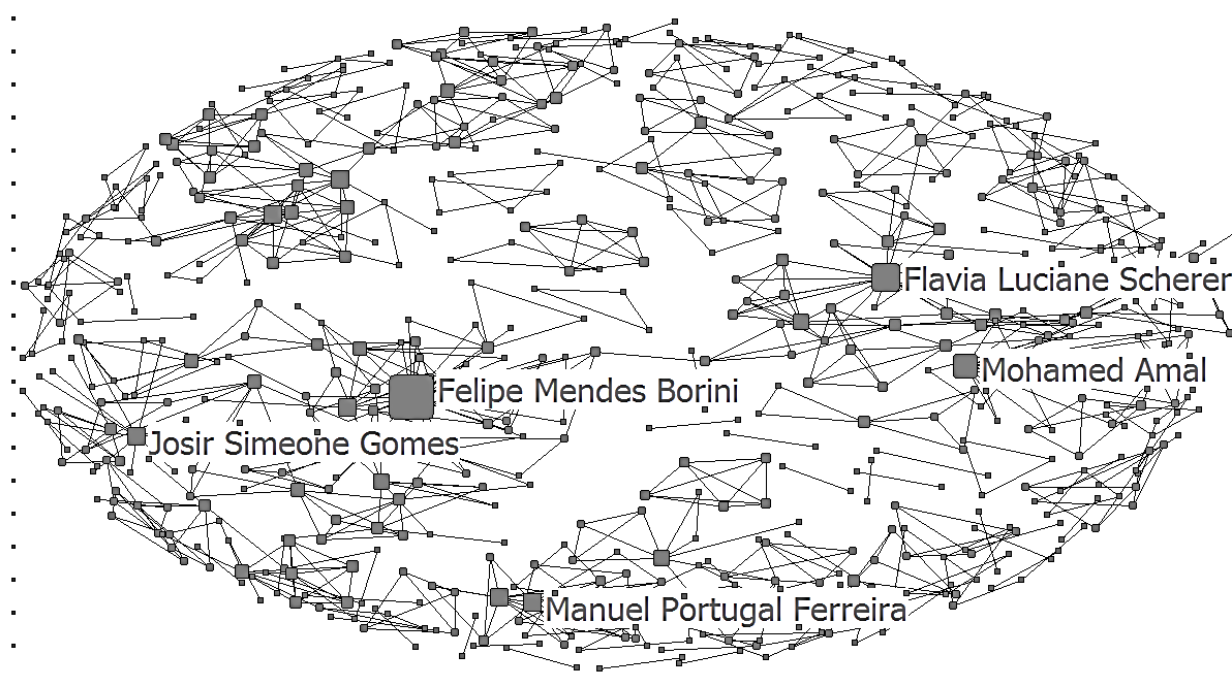 Flavia Luciane Scherer
Mohamed Amal
Felipe Mendes Borini
Josir Simeone Gomes
Manuel Portugal Ferreira